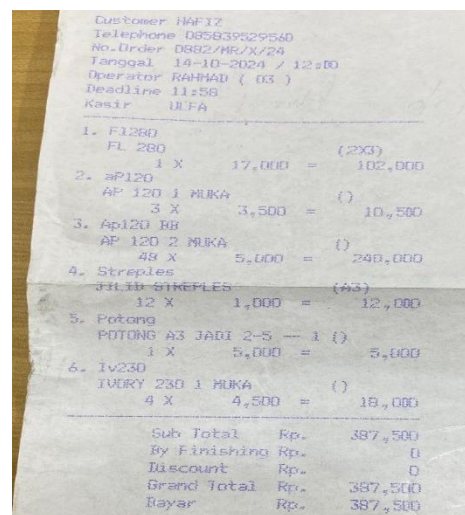 Customer HAFIZ
Telephone 085839529560
No.Order 0882/MR/X/24
Tanggal 14-10-2024 / 12:00
Operator RAHMAD ( 03 )
Deadline 11:58
Kasir ULFA
1. F1280
FL 280 (2X3)
1 X 17,000 = 102,000
2. aP120
AP 120 1 MUKA ()
3 X 3,500 = 10,500
3. Ap120 BB
AP 120 2 MUKA ()
48 X 5,000 = 240,000
4. Streples
JILID STREPLES (A3)
12 X 1,000 = 12,000
5. Potong
POTONG A3 JADI 2-5 -- 1 ()
1 X 5,000 = 5,000
6. Iv230
IVORY 230 1 MUKA ()
4 X 4,500 = 18,000
Sub Total Rp. 387,500
By Finishing Rp. 0
Discount Rp. 0
Grand Total Rp. 387,500
Bayar Rp. 387,500